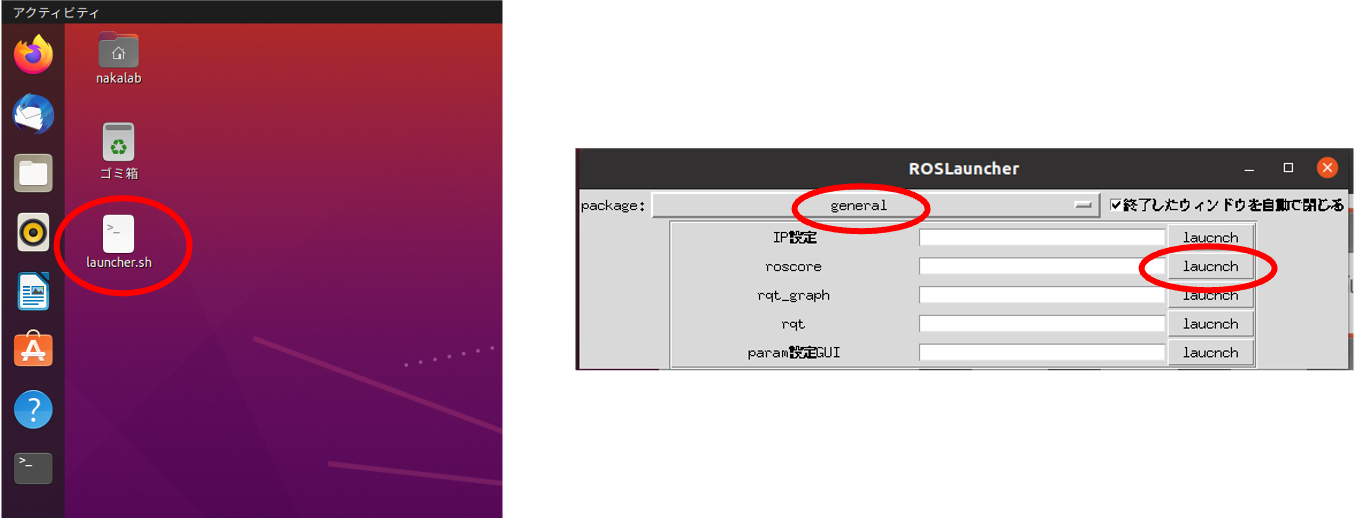 アクティビティ
nakalab
ゴミ箱
>_
launcher.sh
?
>_
ROSLauncher
package: general 終了したウィンドウを自動で閉じる
IP設定 laucnch
roscore laucnch
rqt_graph laucnch
rqt laucnch
param設定GUI laucnch